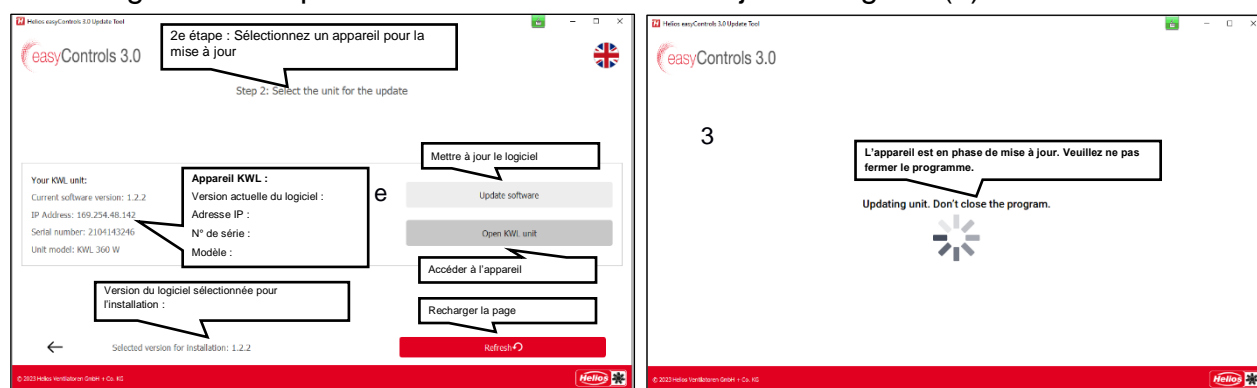 Helios easyControls 3.0 Update Tool
easyControls 3.0
2e étape : Sélectionnez un appareil pour la
mise à jour
Step 2: Select the unit for the update
Mettre à jour le logiciel
Your KWL unit:
Current software version: 1.2.2
IP Address: 169.254.48.142
Serial number: 2104143246
Unit model: KWL 360 W
Appareil KWL :
Version actuelle du logiciel :
Adresse IP :
N° de série :
Modèle :
e
Update software
Open KWL unit
Accéder à l'appareil
Version du logiciel sélectionnée pour
l'installation :
Recharger la page
Selected version for Installation: 1.2.2
Refresh
© 2023 Helios Ventilatoren GmbH + Co. KG
Helios
Helios easyControls 3.0 Update Tool
easyControls 3.0
3
L'appareil est en phase de mise à jour. Veuillez ne pas
fermer le programme.
Updating unit. Don't close the program.
© 2023 Helios Ventilatoren GmbH + Co. KG
Helios